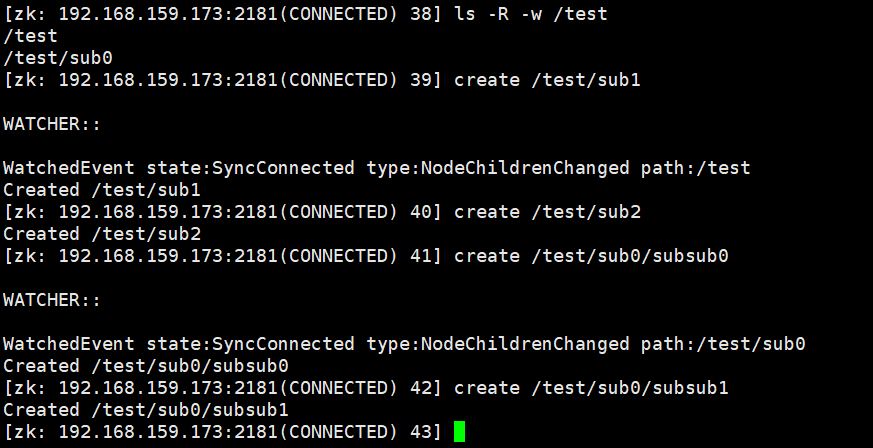 [zk: 192.168.159.173:2181(CONNECTED) 38] ls -R -w /test
/test
/test/sub0
[zk: 192.168.159.173:2181(CONNECTED) 39] create /test/sub1
WATCHER::
WatchedEvent state:SyncConnected type:NodeChildrenChanged path:/test
Created /test/sub1
[zk: 192.168.159.173:2181(CONNECTED) 40] create /test/sub2
Created /test/sub2
[zk: 192.168.159.173:2181(CONNECTED) 41] create /test/sub0/subsub0
WATCHER::
WatchedEvent state:SyncConnected type:NodeChildrenChanged path:/test/sub0
Created /test/sub0/subsub0
[zk: 192.168.159.173:2181(CONNECTED) 42] create /test/sub0/subsub1
Created /test/sub0/subsub1
[zk: 192.168.159.173:2181(CONNECTED) 43]